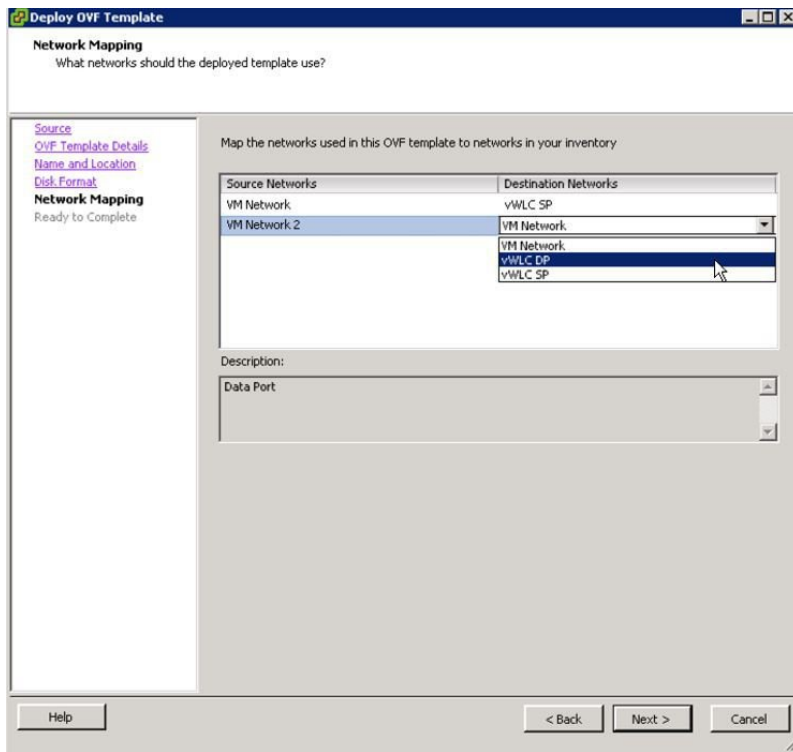 Deploy OVF Template
Network Mapping
What networks should the deployed template use?
Source
OVF Template Details
Name and Location
Disk Format
Network Mapping
Ready to Complete
Map the networks used in this OVF template to networks in your inventory
Source Networks Destination Networks
VM Network vWLC SP
VM Network 2 VM Network
VM Network
vWLC DP
vWLC SP
Description:
Data Port
Help < Back Next > Cancel